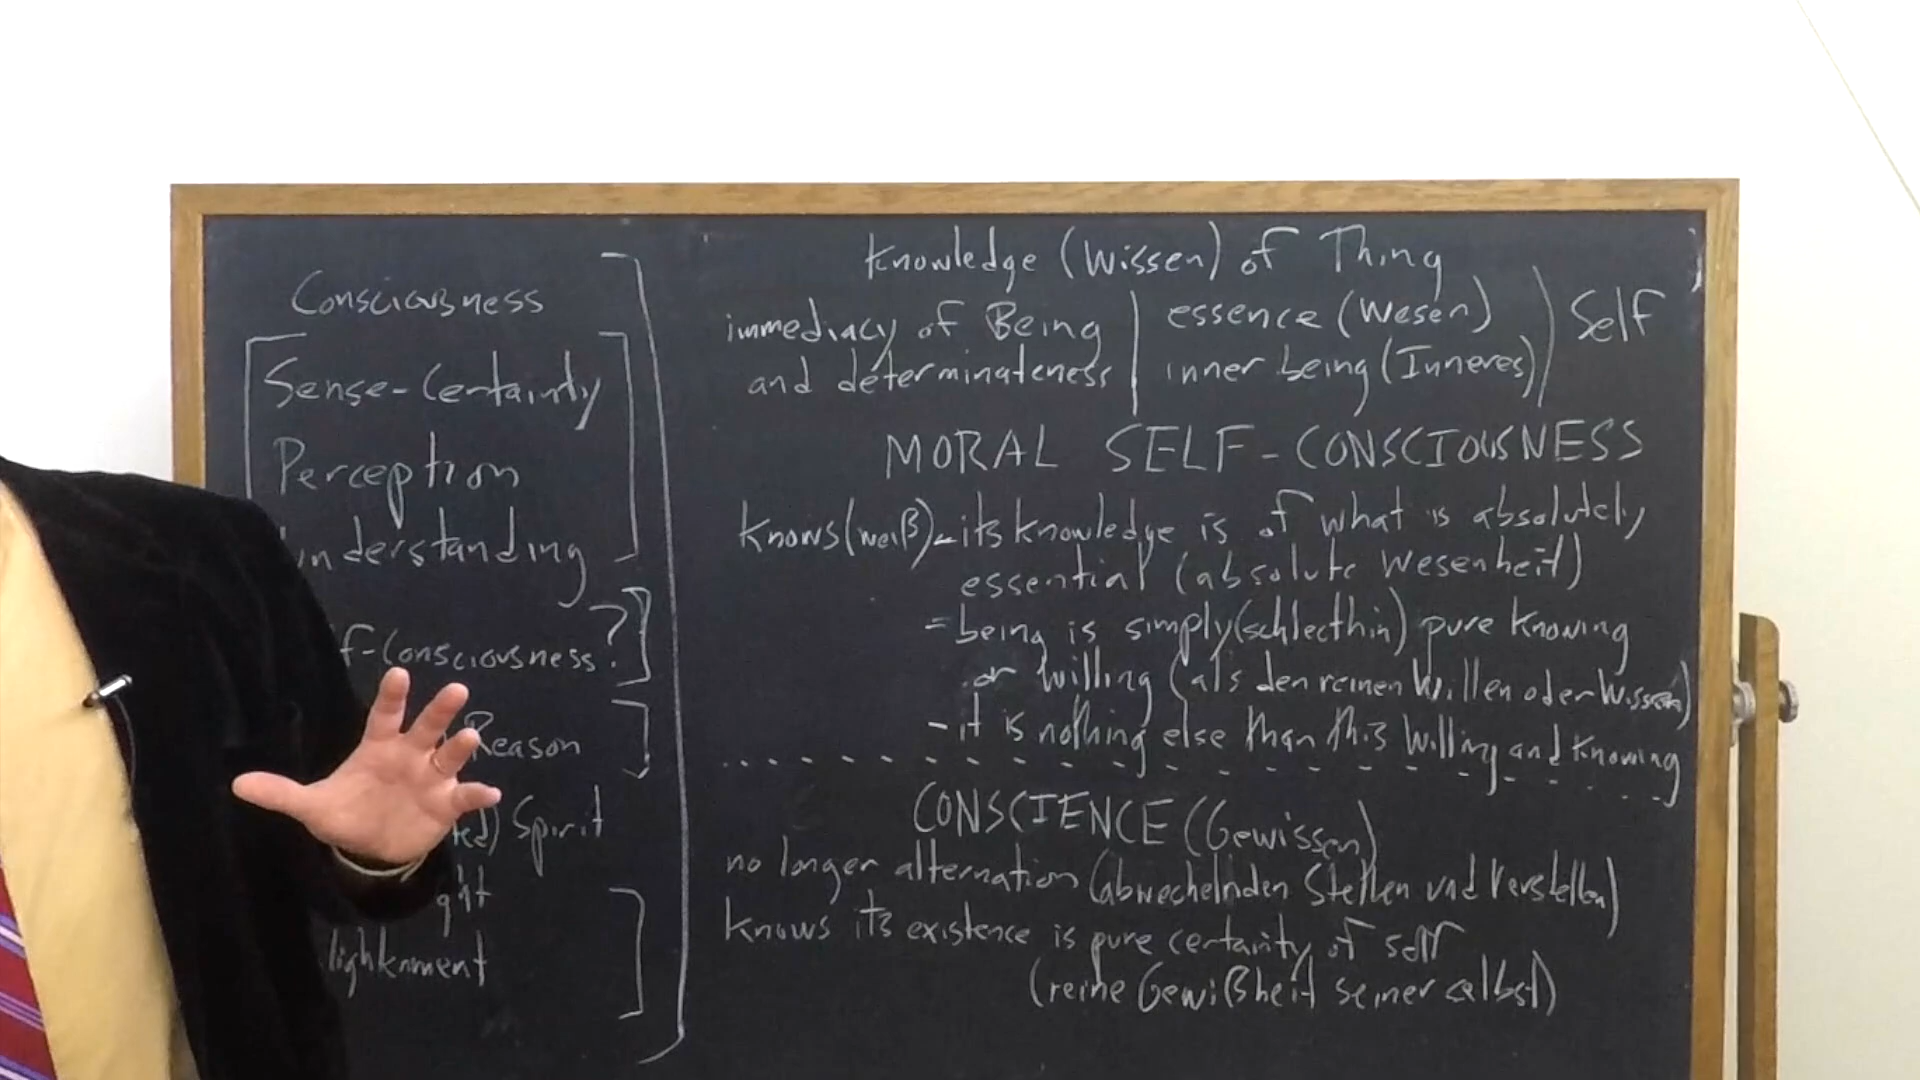 Consciousness
Sense-Certainty
Perception
Understanding
f-Consciousness?
Reason
ted) Spirit
ght
lightenment
Knowledge (Wissen) of Thing
immediacy of Being
and determinateness
essence (Wesen)
inner being (Inneres)
Self
MORAL SELF-CONSCIOUSNESS
Knows (weiß) - its knowledge is of what is absolutely
essential (absolute Wesenheit)
= being is simply (schlecthin) pure Knowing
or Willing (als den reinen Willen oder Wissen)
- it is nothing else than this Willing and Knowing
CONSCIENCE (Gewissen)
no longer alternation (abwechelnden Stellen und Verstellen)
Knows its existence is pure certainty of self
(reine Gewißheit seiner selbst)